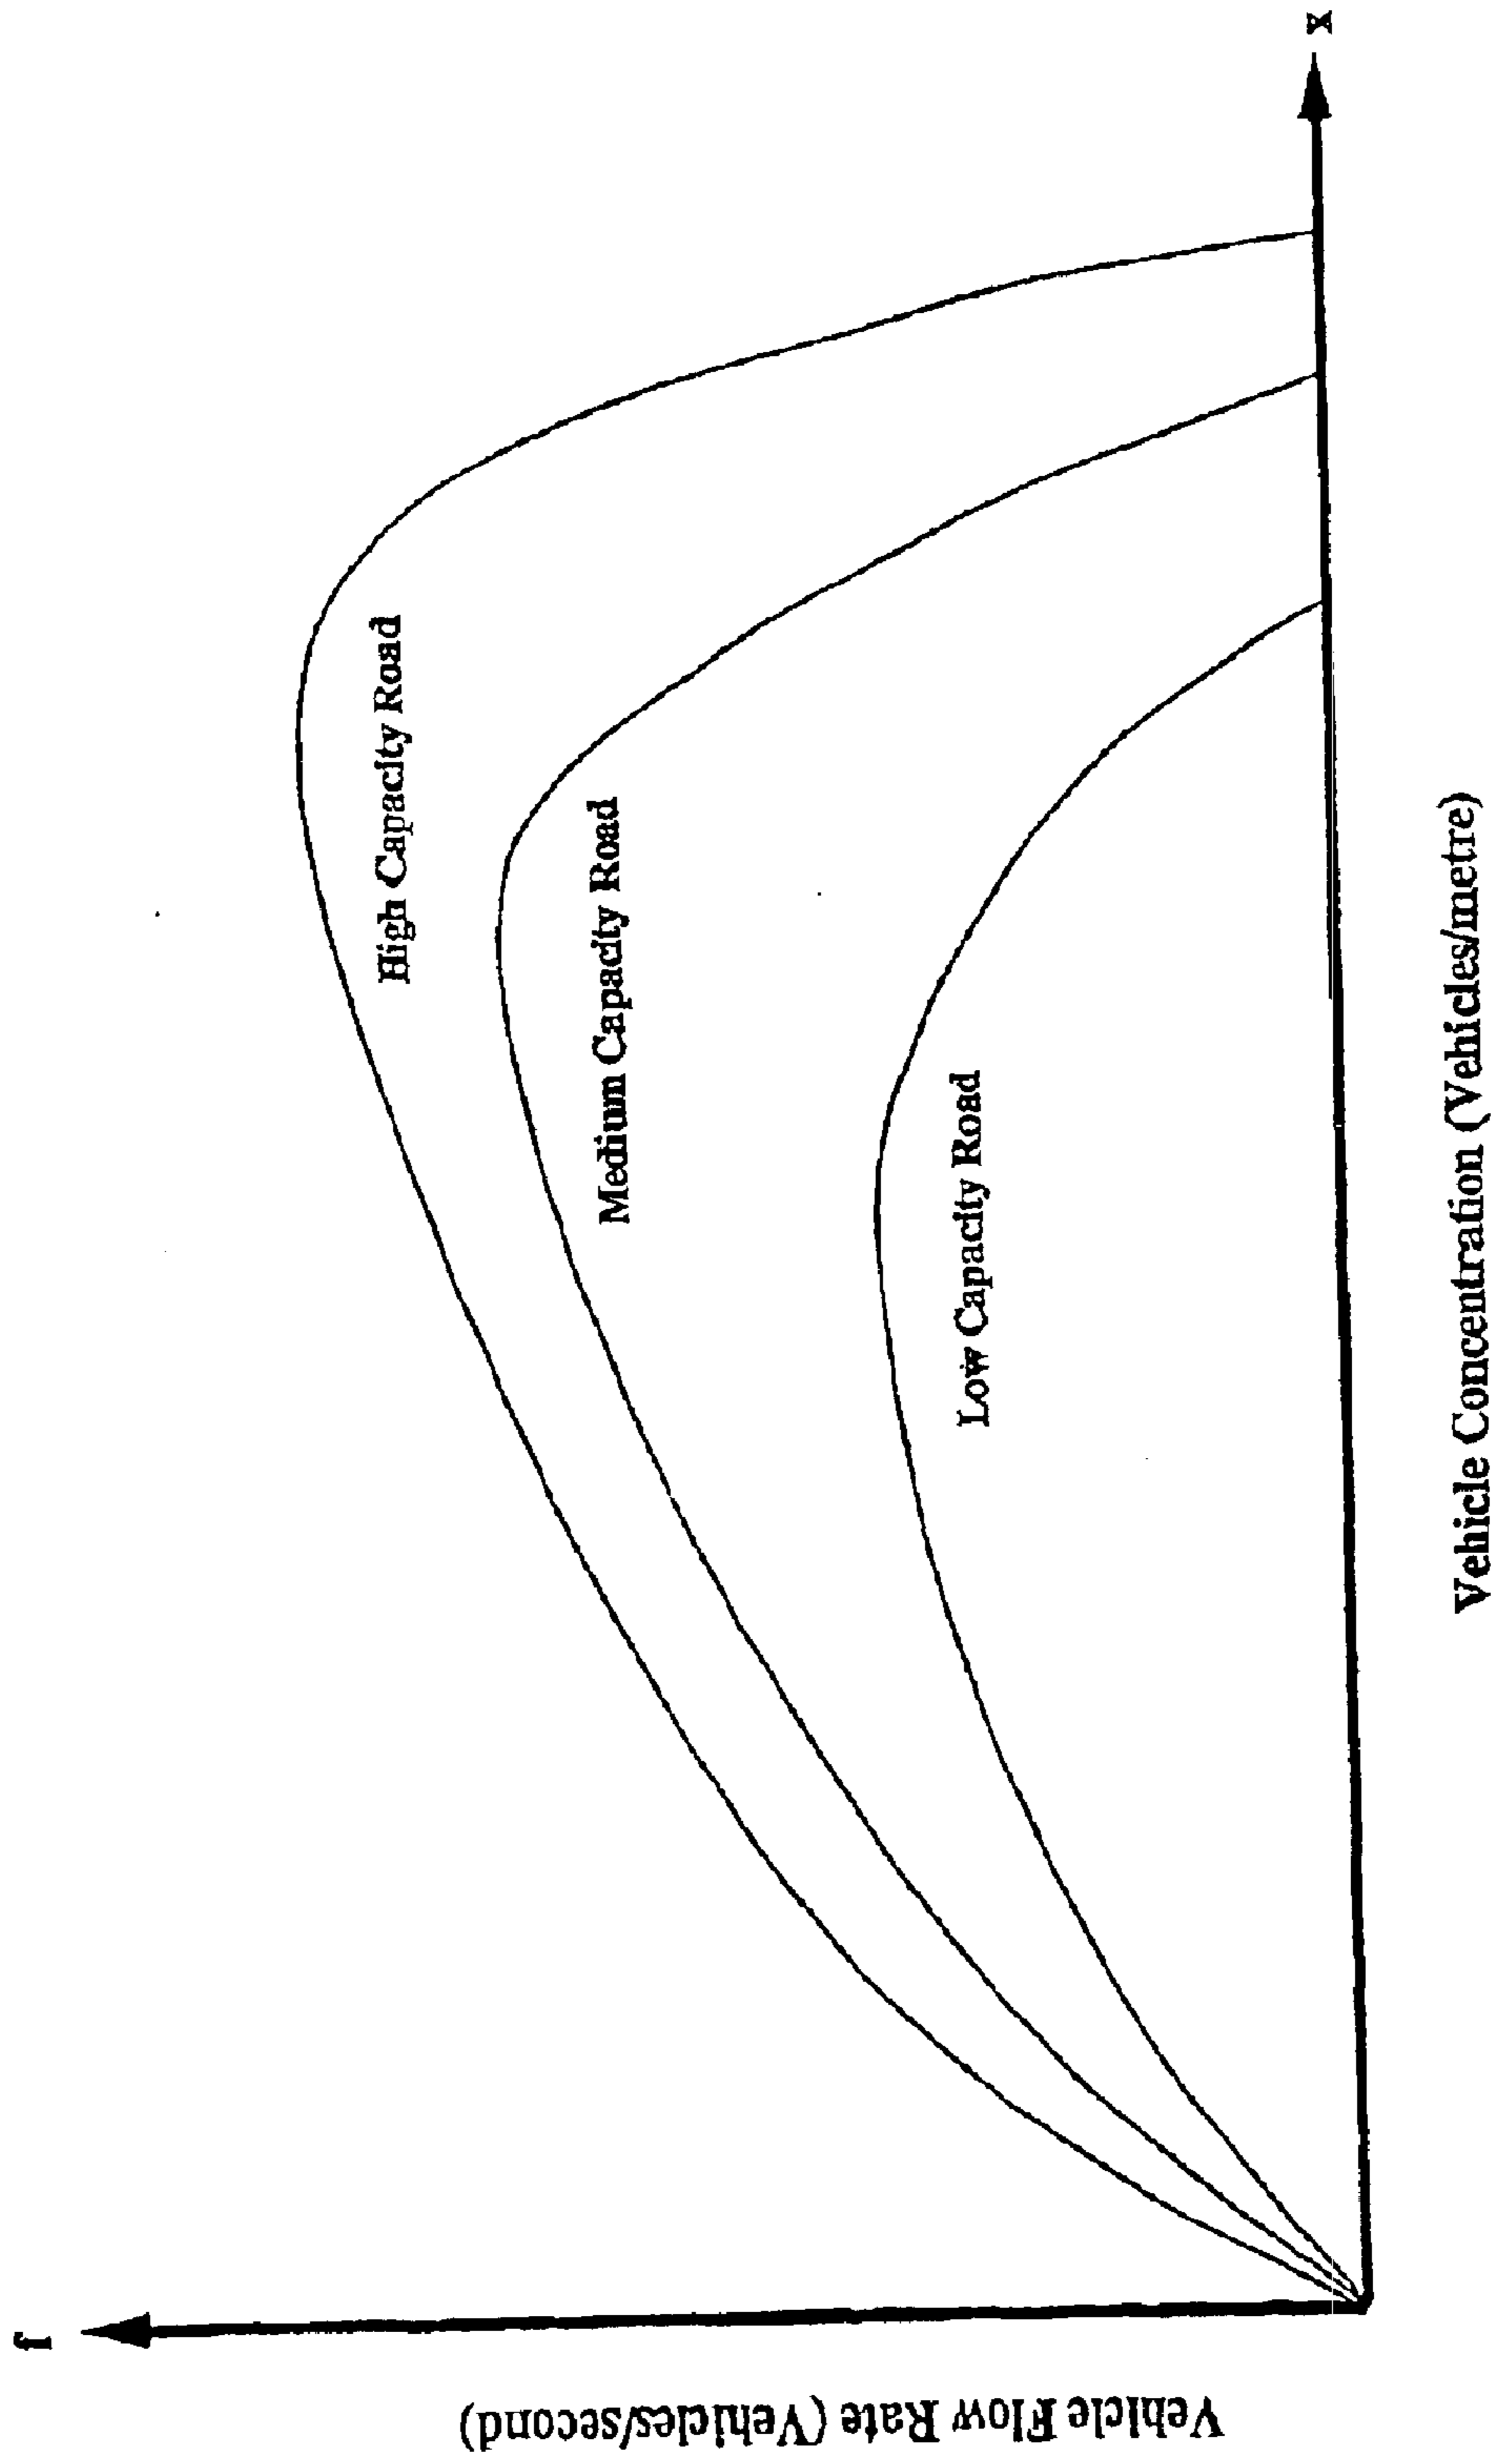 f
Vehicle Flow Rate (Vehicles/second)
High Capacity Road
Medium Capacity Road
Low Capacity Road
x
Vehicle Concentration (Vehicles/metre)